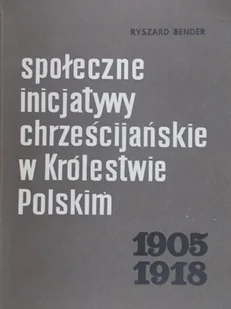 RYSZARD BENDER
społeczne
inicjatywy
chrześcijańskie
w Królestwie
Polskim
1905
1918